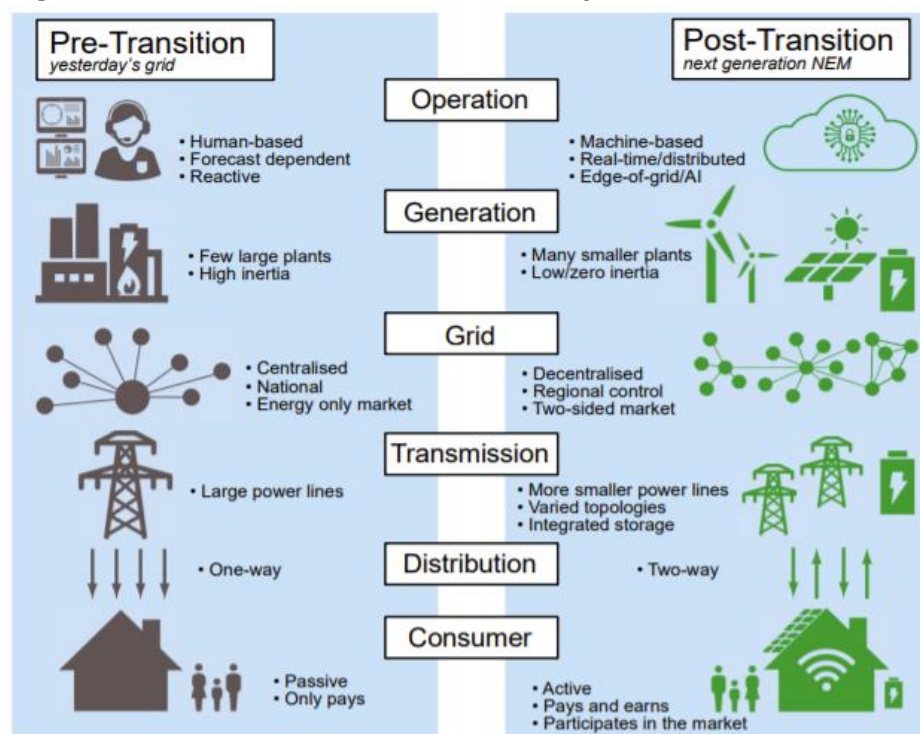 Pre-Transition
yesterday's grid
Post-Transition
next generation NEM
Operation
• Human-based
• Forecast dependent
• Reactive
• Machine-based
• Real-time/distributed
• Edge-of-grid/AI
Generation
• Few large plants
• High inertia
• Many smaller plants
• Low/zero inertia
Grid
• Centralised
• National
• Energy only market
• Decentralised
• Regional control
• Two-sided market
Transmission
• Large power lines
• More smaller power lines
• Varied topologies
• Integrated storage
Distribution
• One-way
• Two-way
Consumer
• Passive
• Only pays
• Active
• Pays and earns
• Participates in the market